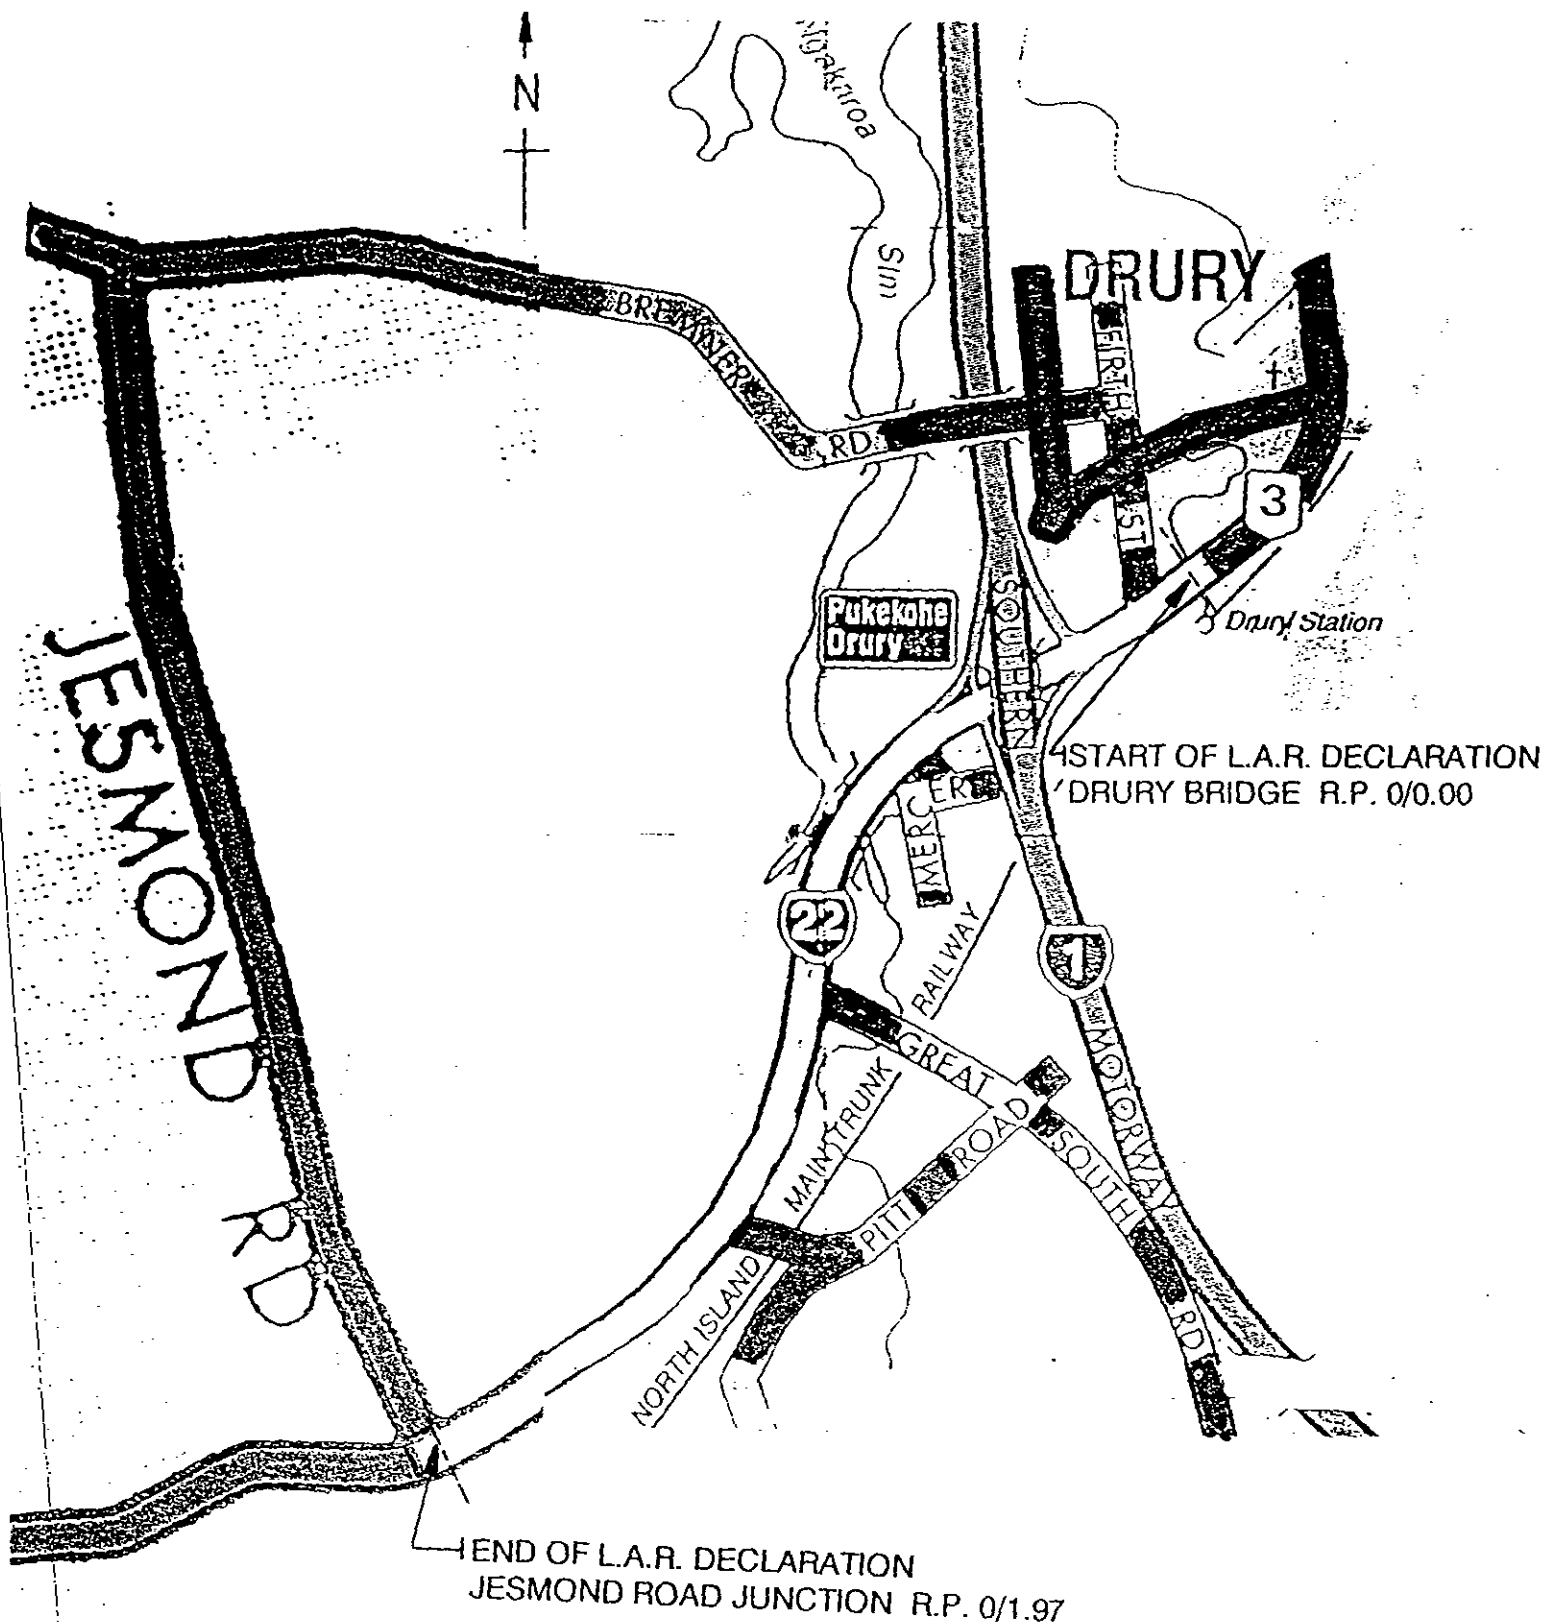 N
DRURY
BREMNER RD
FIRTH ST
3
Pukekohe
Drury
Drury Station
JESMOND RD
SOUTHERN MOTORWAY
START OF L.A.R. DECLARATION
DRURY BRIDGE R.P. 0/0.00
MERCER
22
1
GREAT SOUTH RD
PITT ROAD
NORTH ISLAND MAIN TRUNK RAILWAY
END OF L.A.R. DECLARATION
JESMOND ROAD JUNCTION R.P. 0/1.97